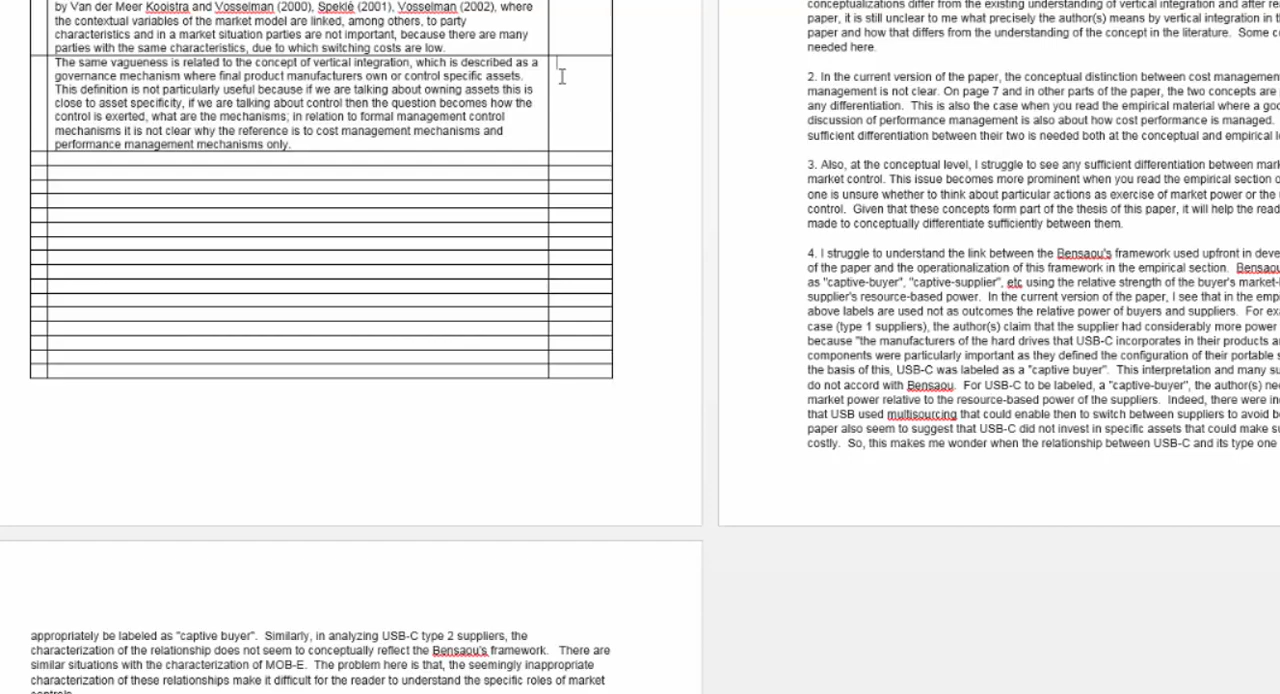 by Van der Meer Kooistra and Vosselman (2000), Speklé (2001), Vosselman (2002), where
the contextual variables of the market model are linked, among others, to party
characteristics and in a market situation parties are not important, because there are many
parties with the same characteristics, due to which switching costs are low.
The same vagueness is related to the concept of vertical integration, which is described as a
governance mechanism where final product manufacturers own or control specific assets.
This definition is not particularly useful because if we are talking about owning assets this is
close to asset specificity, if we are talking about control then the question becomes how the
control is exerted, what are the mechanisms; in relation to formal management control
mechanisms it is not clear why the reference is to cost management mechanisms and
performance management mechanisms only.
conceptualizations differ from the existing understanding of vertical integration and after re
paper, it is still unclear to me what precisely the author(s) means by vertical integration in t
paper and how that differs from the understanding of the concept in the literature. Some c
needed here.
2. In the current version of the paper, the conceptual distinction between cost managemen
management is not clear. On page 7 and in other parts of the paper, the two concepts are
any differentiation. This is also the case when you read the empirical material where a goo
discussion of performance management is also about how cost performance is managed.
sufficient differentiation between their two is needed both at the conceptual and empirical l
3. Also, at the conceptual level, I struggle to see any sufficient differentiation between mar
market control. This issue becomes more prominent when you read the empirical section o
one is unsure whether to think about particular actions as exercise of market power or the
control. Given that these concepts form part of the thesis of this paper, it will help the read
made to conceptually differentiate sufficiently between them.
4. I struggle to understand the link between the Bensaou's framework used upfront in deve
of the paper and the operationalization of this framework in the empirical section. Bensaou
as "captive-buyer", "captive-supplier", etc using the relative strength of the buyer's market-
supplier's resource-based power. In the current version of the paper, I see that in the emp
above labels are used not as outcomes the relative power of buyers and suppliers. For ex
case (type 1 suppliers), the author(s) claim that the supplier had considerably more power
because "the manufacturers of the hard drives that USB-C incorporates in their products a
components were particularly important as they defined the configuration of their portable s
the basis of this, USB-C was labeled as a "captive buyer". This interpretation and many su
do not accord with Bensaou. For USB-C to be labeled, a "captive-buyer", the author(s) nee
market power relative to the resource-based power of the suppliers. Indeed, there were in
that USB used multisourcing that could enable then to switch between suppliers to avoid b
paper also seem to suggest that USB-C did not invest in specific assets that could make s
costly. So, this makes me wonder when the relationship between USB-C and its type one
appropriately be labeled as "captive buyer". Similarly, in analyzing USB-C type 2 suppliers, the
characterization of the relationship does not seem to conceptually reflect the Bensaou's framework. There are
similar situations with the characterization of MOB-E. The problem here is that, the seemingly inappropriate
characterization of these relationships make it difficult for the reader to understand the specific roles of market
controls